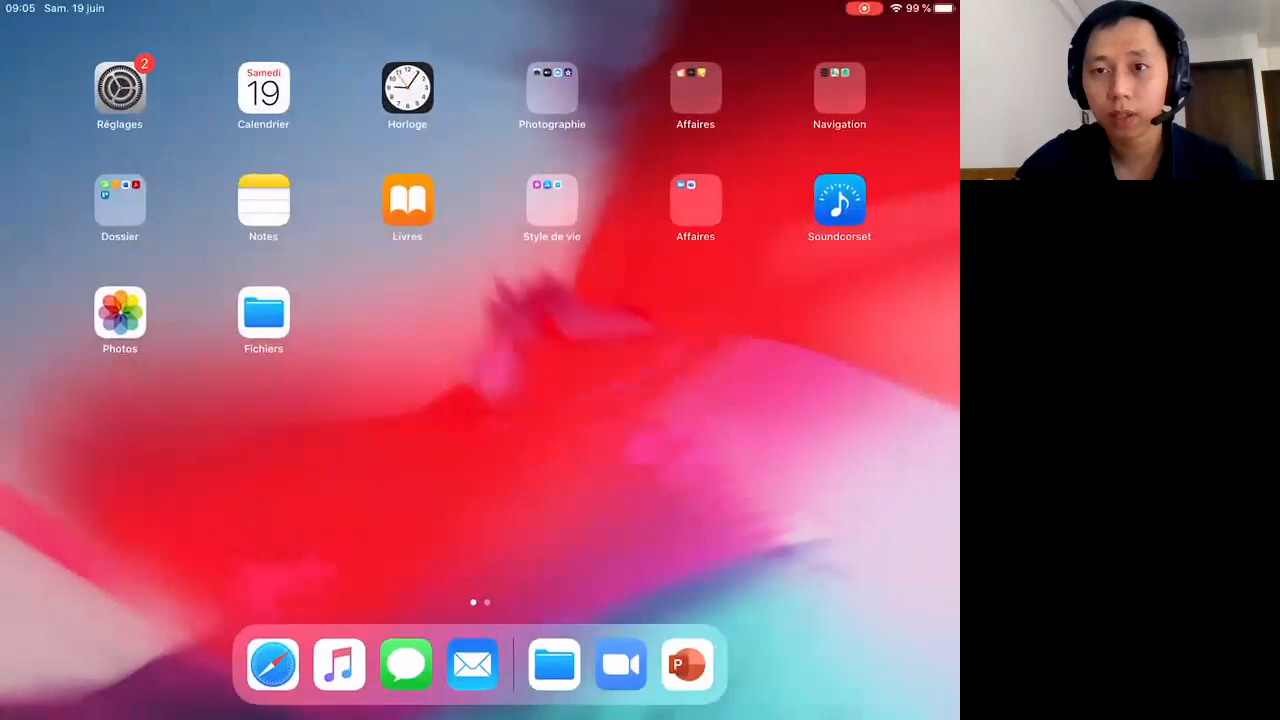 09:05 Sam. 19 juin
99 %
2
Samedi
19
Réglages
Calendrier
Horloge
Photographie
Affaires
Navigation
Dossier
Notes
Livres
Style de vie
Affaires
Soundcorset
Photos
Fichiers
P